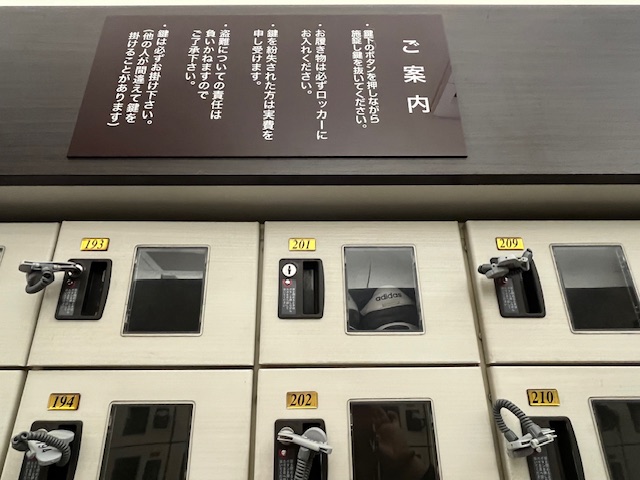 ご案内
・鍵下のボタンを押しながら
施錠し鍵を抜いてください。
・お履き物は必ずロッカーに
お入れください。
・鍵を紛失された方は実費を
申し受けます。
・盗難についての責任は
負いかねますので
ご了承下さい。
・鍵は必ずお掛け下さい。
(他の人が間違えて鍵を
掛けることがあります)
193
201
209
adidas
194
202
210